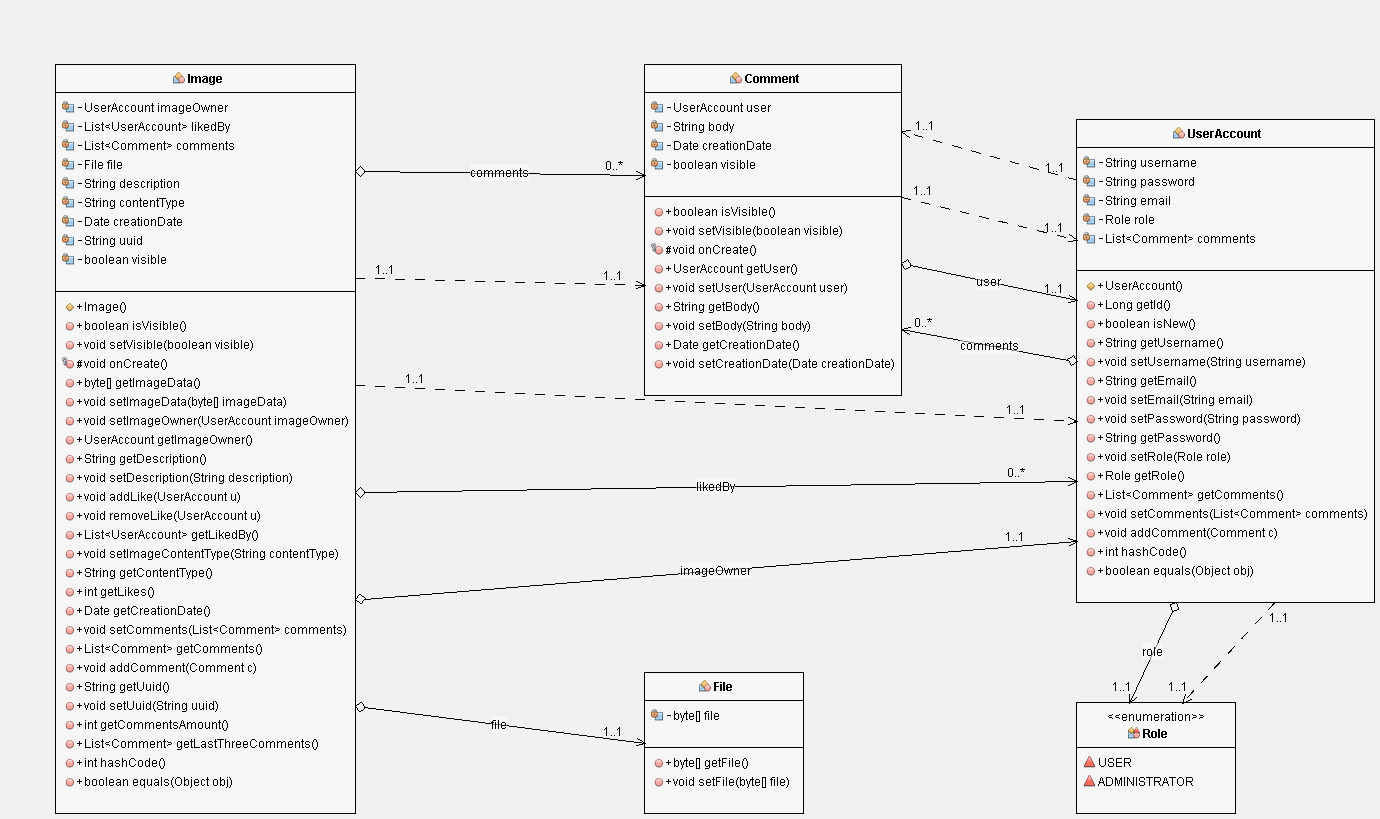 Image
- UserAccount imageOwner
- List<UserAccount> likedBy
- List<Comment> comments
- File file
- String description
- String contentType
- Date creationDate
- String uuid
- boolean visible
+ Image()
+ boolean isVisible()
+ void setVisible(boolean visible)
# void onCreate()
+ byte[] getImageData()
+ void setImageData(byte[] imageData)
+ void setImageOwner(UserAccount imageOwner)
+ UserAccount getImageOwner()
+ String getDescription()
+ void setDescription(String description)
+ void addLike(UserAccount u)
+ void removeLike(UserAccount u)
+ List<UserAccount> getLikedBy()
+ void setImageContentType(String contentType)
+ String getContentType()
+ int getLikes()
+ Date getCreationDate()
+ void setComments(List<Comment> comments)
+ List<Comment> getComments()
+ void addComment(Comment c)
+ String getUuid()
+ void setUuid(String uuid)
+ int getCommentsAmount()
+ List<Comment> getLastThreeComments()
+ int hashCode()
+ boolean equals(Object obj)
comments
0..*
1..1
1..1
1..1
1..1
likedBy
0..*
imageOwner
1..1
file
1..1
Comment
- UserAccount user
- String body
- Date creationDate
- boolean visible
+ boolean isVisible()
+ void setVisible(boolean visible)
# void onCreate()
+ UserAccount getUser()
+ void setUser(UserAccount user)
+ String getBody()
+ void setBody(String body)
+ Date getCreationDate()
+ void setCreationDate(Date creationDate)
1..1
1..1
1..1
1..1
user
1..1
0..*
comments
File
- byte[] file
+ byte[] getFile()
+ void setFile(byte[] file)
UserAccount
- String username
- String password
- String email
- Role role
- List<Comment> comments
+ UserAccount()
+ Long getId()
+ boolean isNew()
+ String getUsername()
+ void setUsername(String username)
+ String getEmail()
+ void setEmail(String email)
+ void setPassword(String password)
+ String getPassword()
+ void setRole(Role role)
+ Role getRole()
+ List<Comment> getComments()
+ void setComments(List<Comment> comments)
+ void addComment(Comment c)
+ int hashCode()
+ boolean equals(Object obj)
1..1
role
1..1
1..1
<<enumeration>>
Role
USER
ADMINISTRATOR